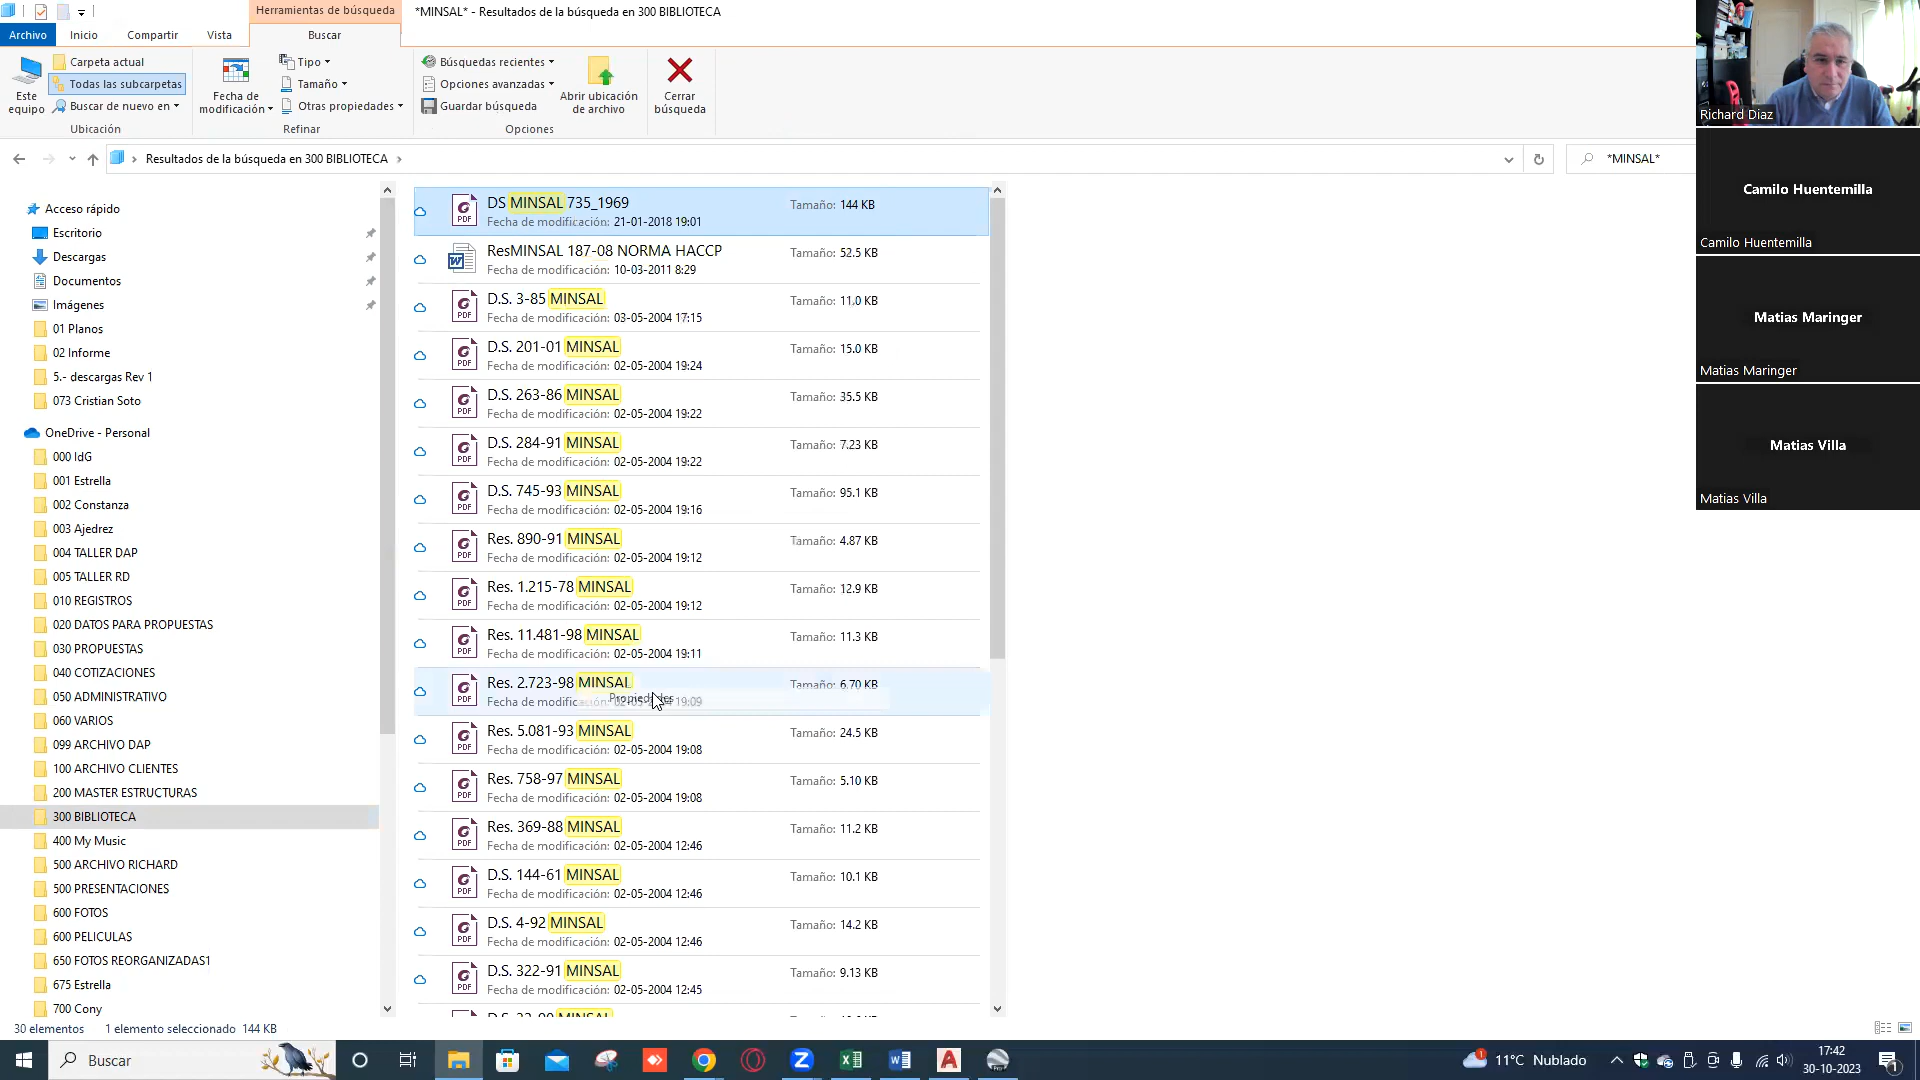 Herramientas de búsqueda
*MINSAL* - Resultados de la búsqueda en 300 BIBLIOTECA
Archivo
Inicio
Compartir
Vista
Buscar
Este equipo
Carpeta actual
Todas las subcarpetas
Buscar de nuevo en
Ubicación
Fecha de modificación
Tipo
Tamaño
Otras propiedades
Refinar
Búsquedas recientes
Opciones avanzadas
Guardar búsqueda
Abrir ubicación de archivo
Opciones
Cerrar búsqueda
Resultados de la búsqueda en 300 BIBLIOTECA
*MINSAL*
Acceso rápido
Escritorio
Descargas
Documentos
Imágenes
01 Planos
02 Informe
5.- descargas Rev 1
073 Cristian Soto
OneDrive - Personal
000 IdG
001 Estrella
002 Constanza
003 Ajedrez
004 TALLER DAP
005 TALLER RD
010 REGISTROS
020 DATOS PARA PROPUESTAS
030 PROPUESTAS
040 COTIZACIONES
050 ADMINISTRATIVO
060 VARIOS
099 ARCHIVO DAP
100 ARCHIVO CLIENTES
200 MASTER ESTRUCTURAS
300 BIBLIOTECA
400 My Music
500 ARCHIVO RICHARD
500 PRESENTACIONES
600 FOTOS
600 PELICULAS
650 FOTOS REORGANIZADAS1
675 Estrella
700 Cony
DS MINSAL 735_1969 Tamaño: 144 KB
Fecha de modificación: 21-01-2018 19:01
ResMINSAL 187-08 NORMA HACCP Tamaño: 52.5 KB
Fecha de modificación: 10-03-2011 8:29
D.S. 3-85 MINSAL Tamaño: 11.0 KB
Fecha de modificación: 03-05-2004 17:15
D.S. 201-01 MINSAL Tamaño: 15.0 KB
Fecha de modificación: 02-05-2004 19:24
D.S. 263-86 MINSAL Tamaño: 35.5 KB
Fecha de modificación: 02-05-2004 19:22
D.S. 284-91 MINSAL Tamaño: 7.23 KB
Fecha de modificación: 02-05-2004 19:22
D.S. 745-93 MINSAL Tamaño: 95.1 KB
Fecha de modificación: 02-05-2004 19:16
Res. 890-91 MINSAL Tamaño: 4.87 KB
Fecha de modificación: 02-05-2004 19:12
Res. 1.215-78 MINSAL Tamaño: 12.9 KB
Fecha de modificación: 02-05-2004 19:12
Res. 11.481-98 MINSAL Tamaño: 11.3 KB
Fecha de modificación: 02-05-2004 19:11
Res. 2.723-98 MINSAL Tamaño: 6.70 KB
Propiedades
Fecha de modificación: 02-05-2004 19:09
Res. 5.081-93 MINSAL Tamaño: 24.5 KB
Fecha de modificación: 02-05-2004 19:08
Res. 758-97 MINSAL Tamaño: 5.10 KB
Fecha de modificación: 02-05-2004 19:08
Res. 369-88 MINSAL Tamaño: 11.2 KB
Fecha de modificación: 02-05-2004 12:46
D.S. 144-61 MINSAL Tamaño: 10.1 KB
Fecha de modificación: 02-05-2004 12:46
D.S. 4-92 MINSAL Tamaño: 14.2 KB
Fecha de modificación: 02-05-2004 12:46
D.S. 322-91 MINSAL Tamaño: 9.13 KB
Fecha de modificación: 02-05-2004 12:45
MINSAL
Richard Diaz
Camilo Huentemilla
Camilo Huentemilla
Matias Maringer
Matias Maringer
Matias Villa
Matias Villa
30 elementos 1 elemento seleccionado 144 KB
Buscar
11°C Nublado
17:42
30-10-2023